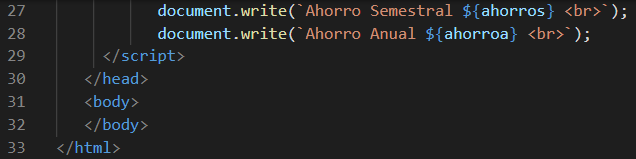 27 document.write(`Ahorro Semestral ${ahorros} <br>`);
28 document.write(`Ahorro Anual ${ahorroa} <br>`);
29 </script>
30 </head>
31 <body>
32 </body>
33 </html>